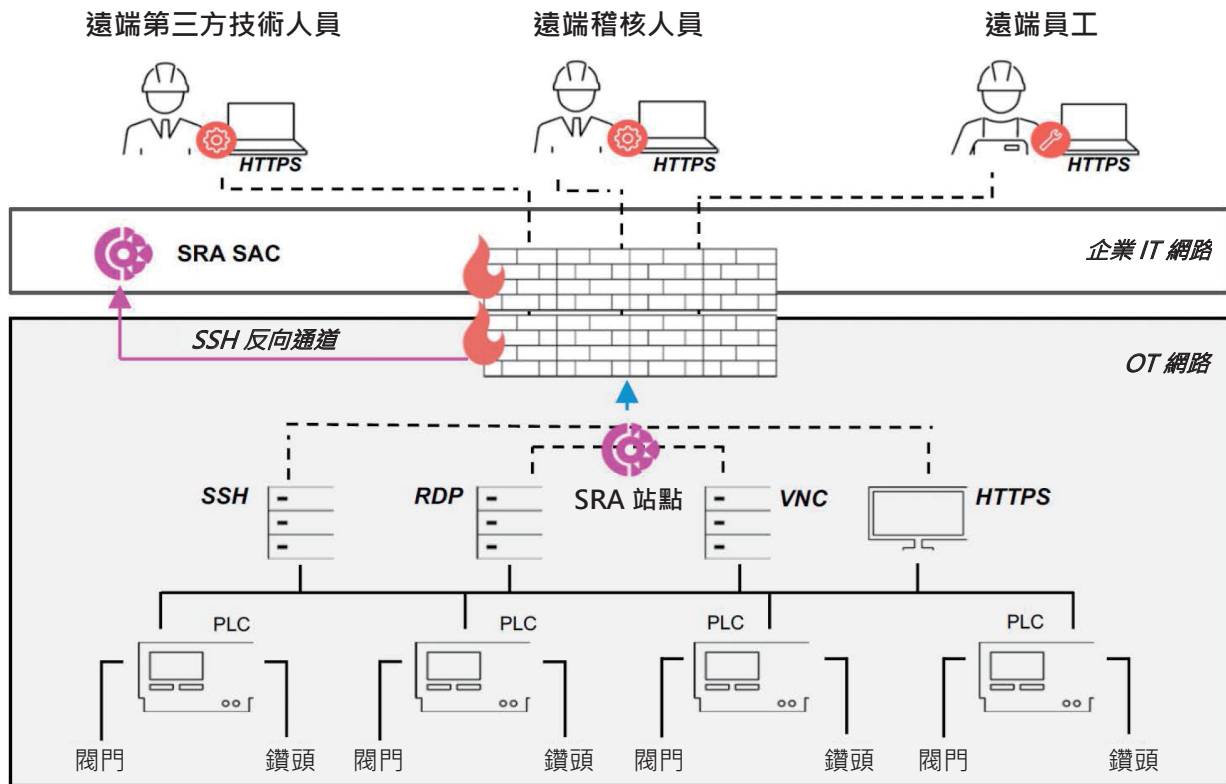 遠端第三方技術人員
遠端稽核人員
遠端員工
HTTPS
HTTPS
HTTPS
SRA SAC
企業 IT 網路
SSH 反向通道
OT 網路
SSH
RDP
SRA 站點
VNC
HTTPS
PLC
PLC
PLC
PLC
閥門
鑽頭
閥門
鑽頭
閥門
鑽頭
閥門
鑽頭